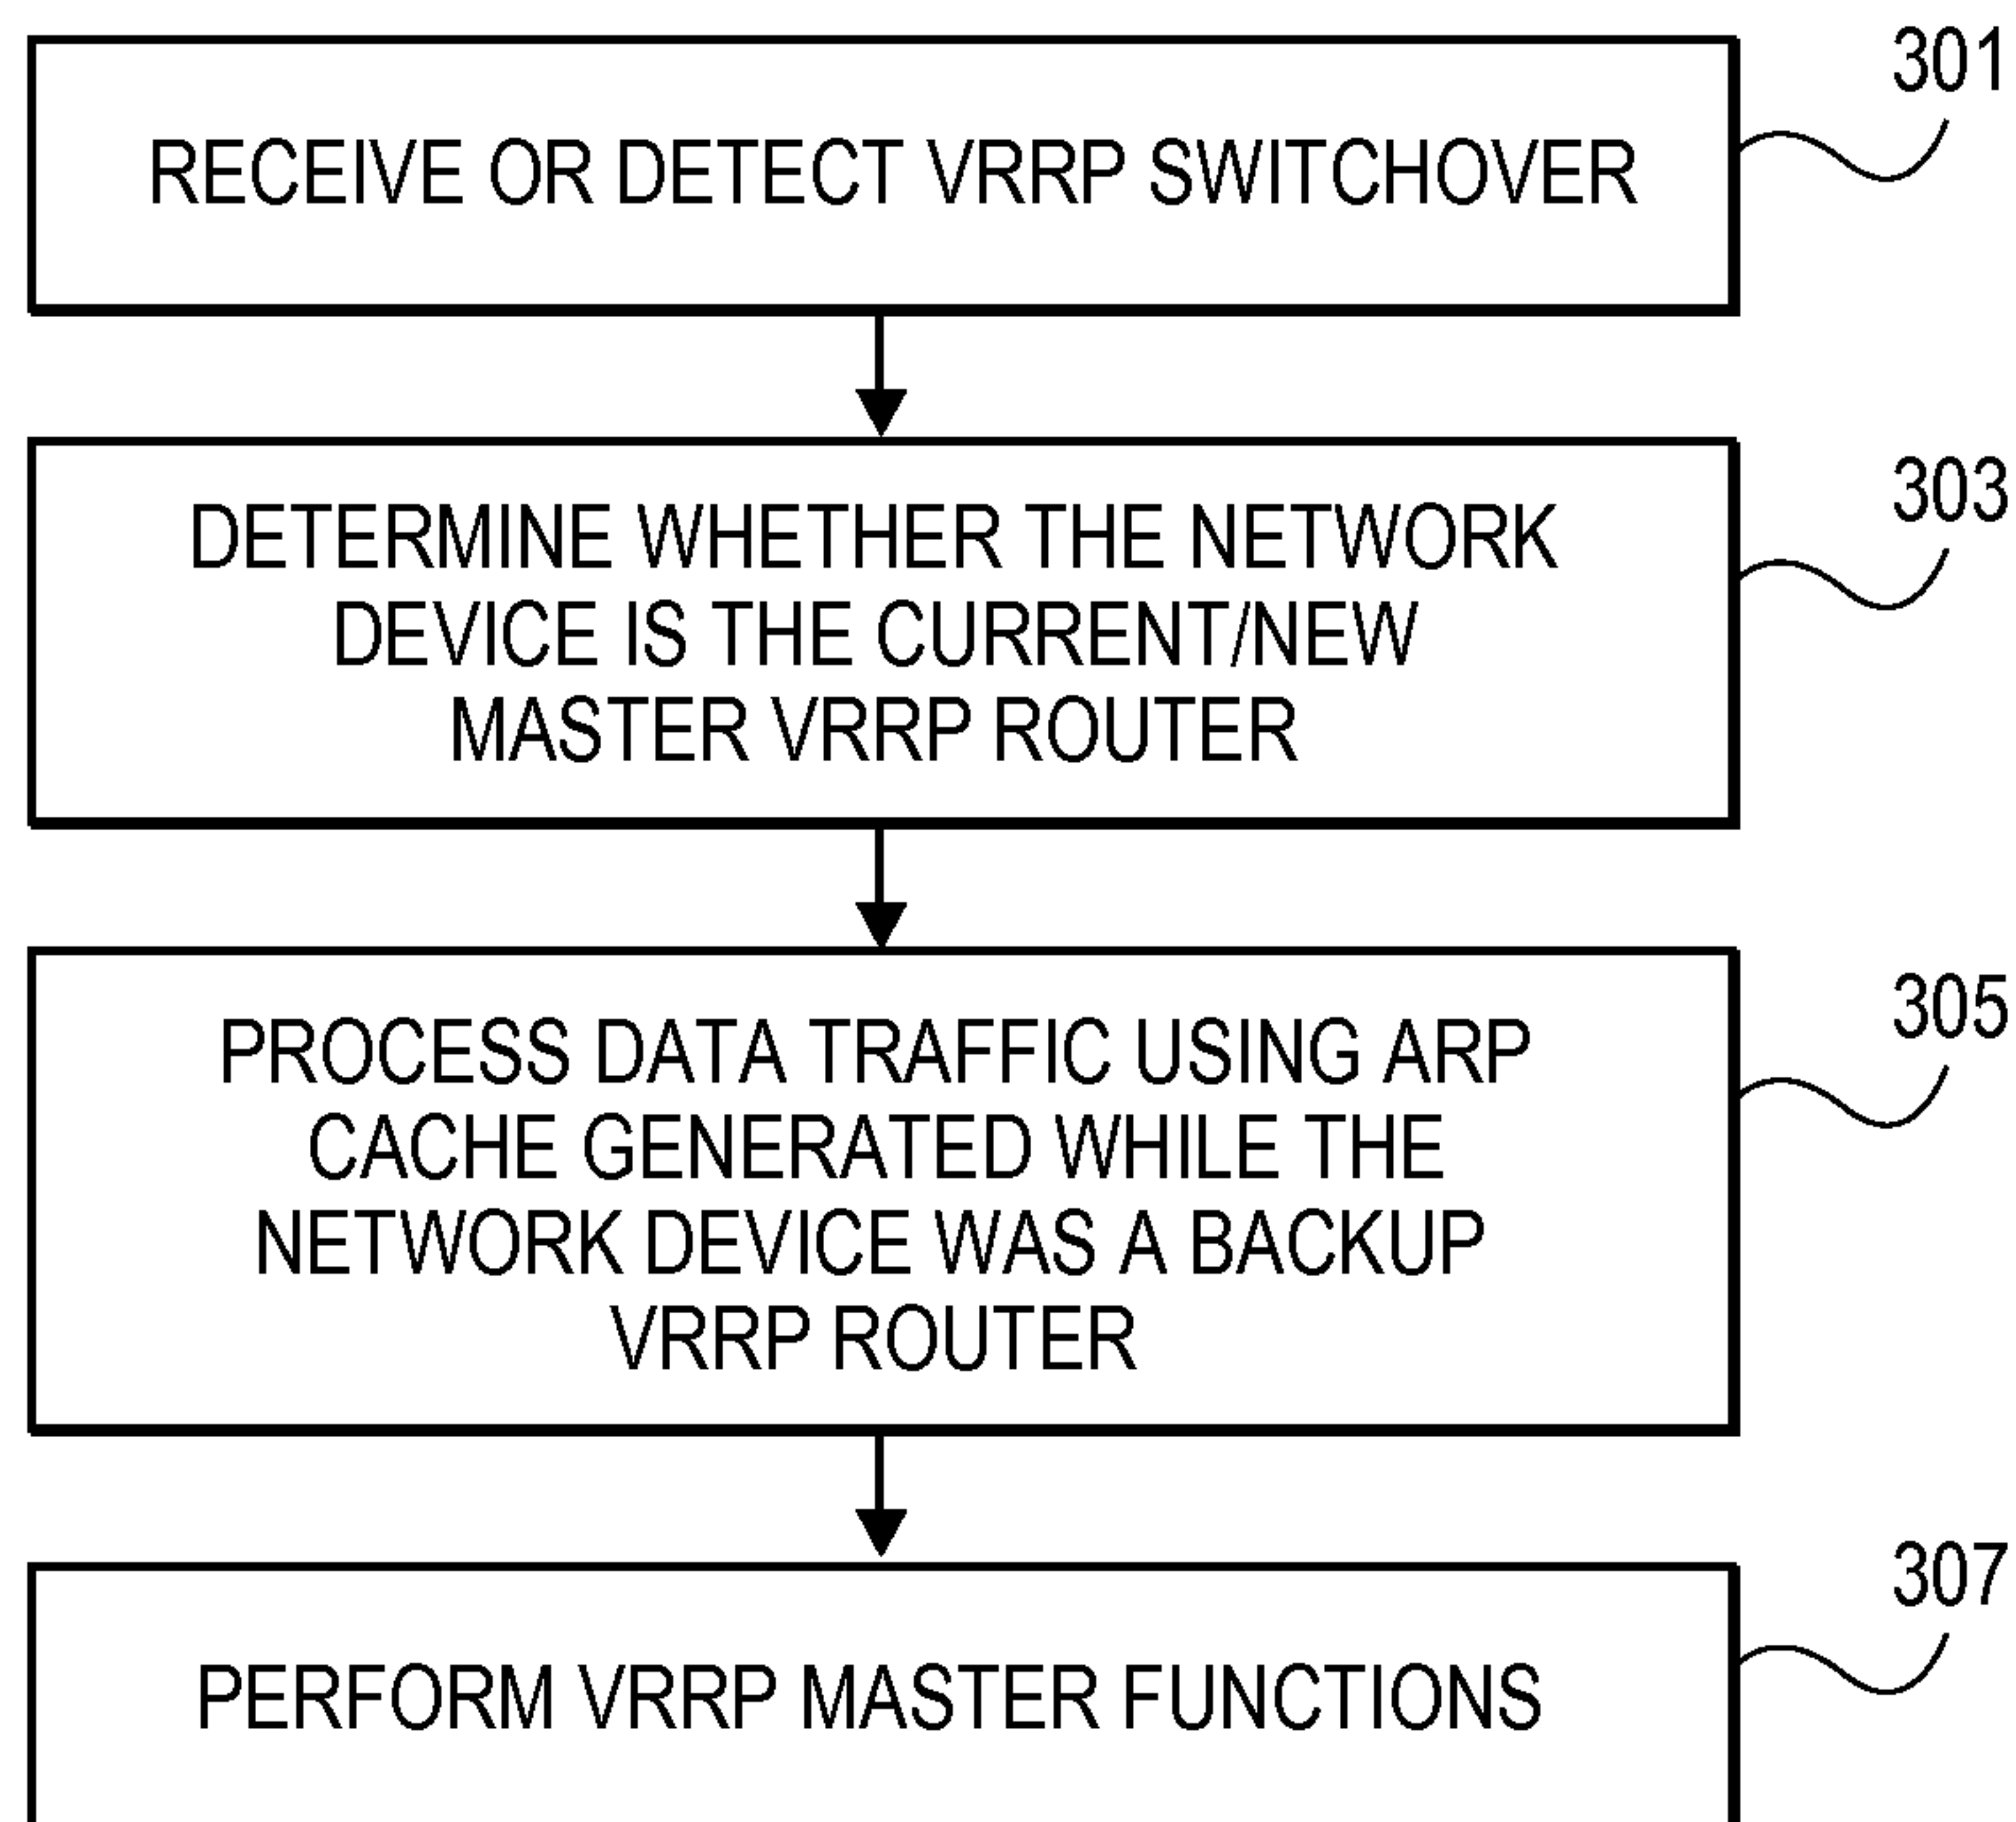 301
RECEIVE OR DETECT VRRP SWITCHOVER
303
DETERMINE WHETHER THE NETWORK
DEVICE IS THE CURRENT/NEW
MASTER VRRP ROUTER
305
PROCESS DATA TRAFFIC USING ARP
CACHE GENERATED WHILE THE
NETWORK DEVICE WAS A BACKUP
VRRP ROUTER
307
PERFORM VRRP MASTER FUNCTIONS